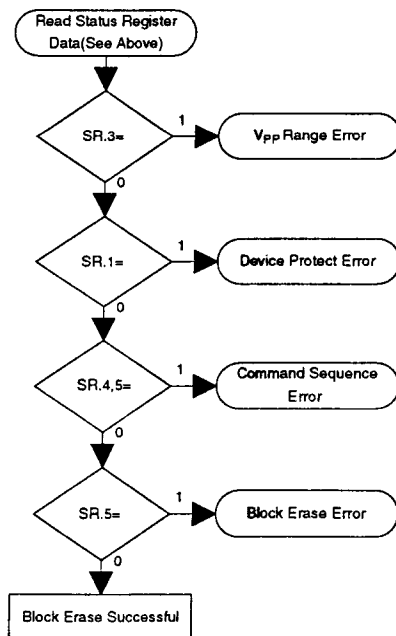 Read Status Register
Data(See Above)
SR.3=
1
VPP Range Error
0
SR.1=
1
Device Protect Error
0
SR.4,5=
1
Command Sequence
Error
0
SR.5=
1
Block Erase Error
0
Block Erase Successful